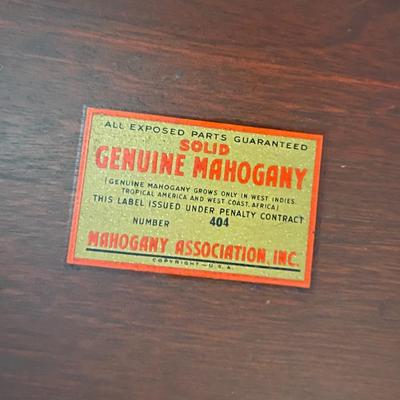 ALL EXPOSED PARTS GUARANTEED
SOLID
GENUINE MAHOGANY
(GENUINE MAHOGANY GROWS ONLY IN WEST INDIES.
TROPICAL AMERICA AND WEST COAST, AFRICA)
THIS LABEL ISSUED UNDER PENALTY CONTRACT
NUMBER 404
MAHOGANY ASSOCIATION, INC.
COPYRIGHT—U.S.A.